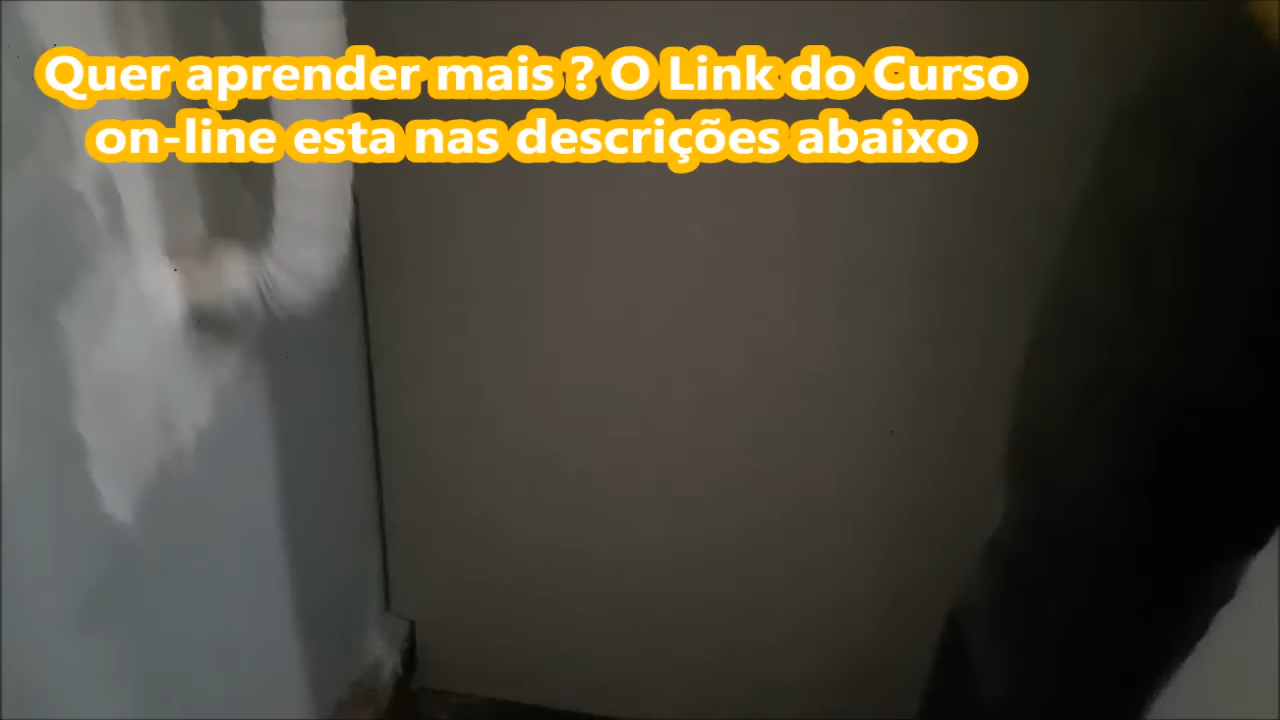 Quer aprender mais ? O Link do Curso
on-line esta nas descrições abaixo